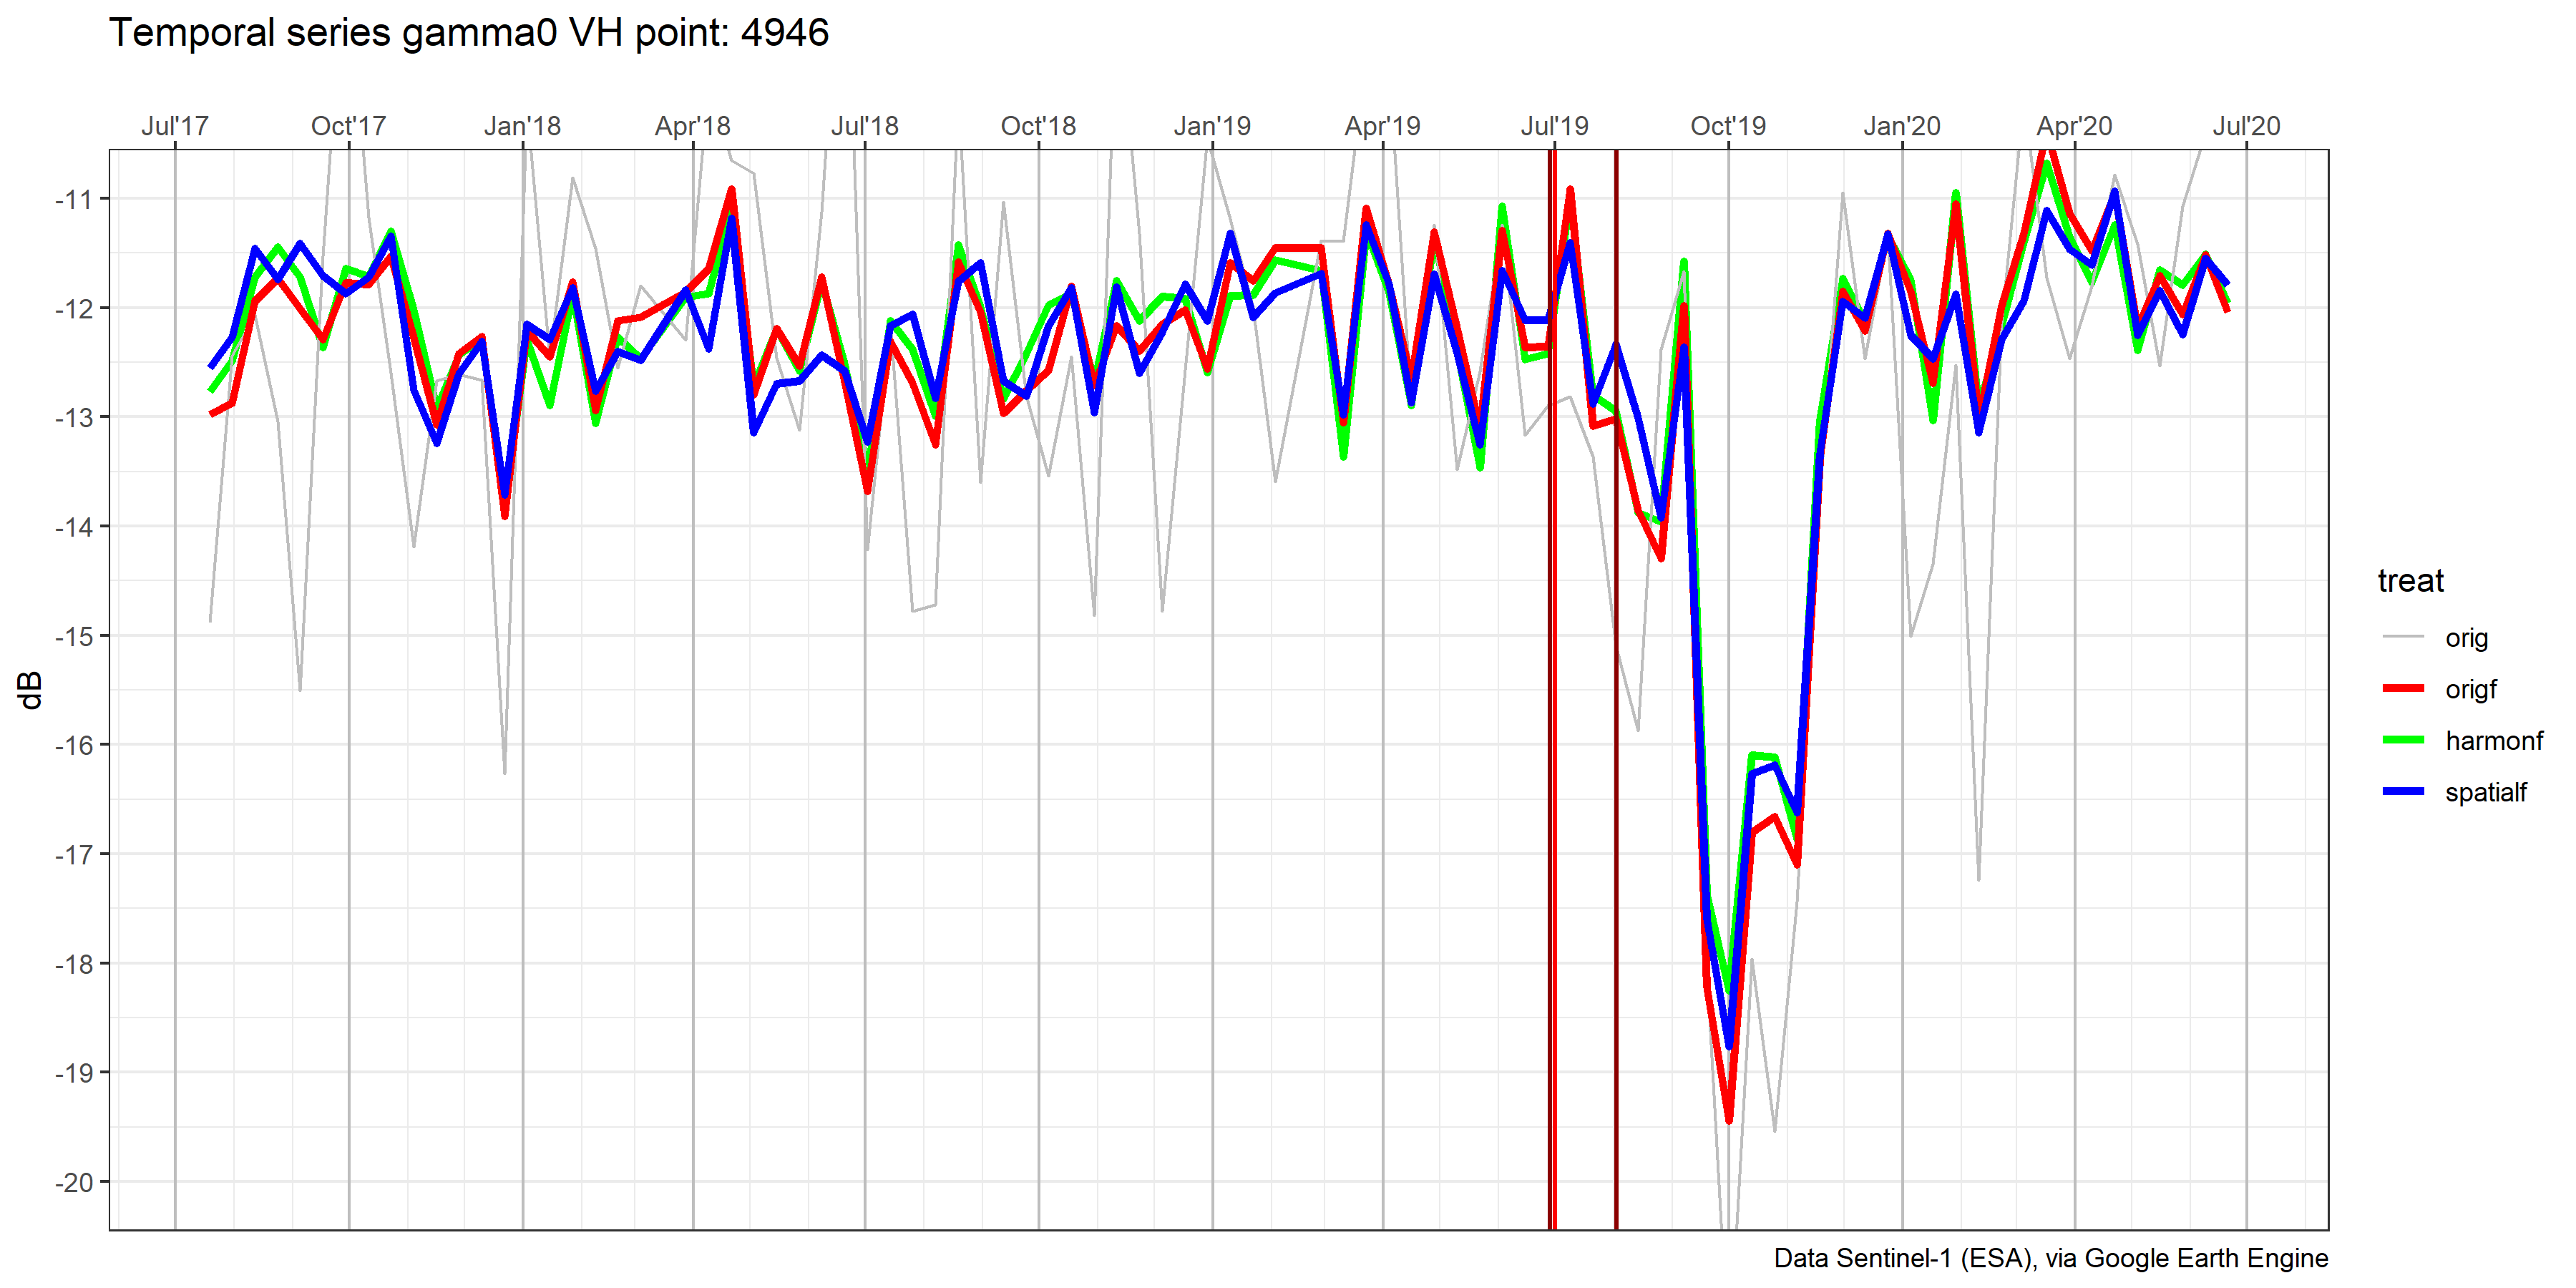 Temporal series gamma0 VH point: 4946
Jul'17 Oct'17 Jan'18 Apr'18 Jul'18 Oct'18 Jan'19 Apr'19 Jul'19 Oct'19 Jan'20 Apr'20 Jul'20
-11
-12
-13
-14
-15
-16
-17
-18
-19
-20
dB
treat
orig
origf
harmonf
spatialf
Data Sentinel-1 (ESA), via Google Earth Engine